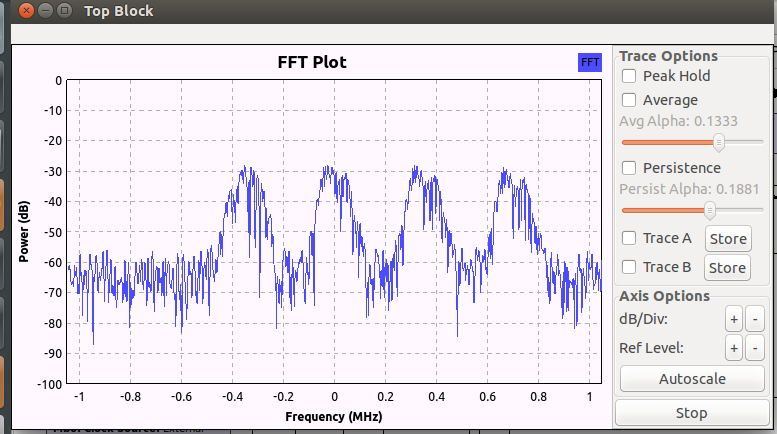 Top Block
FFT Plot
FFT
0
-10
-20
-30
-40
-50
-60
-70
-80
-90
-100
Power (dB)
-1
-0.8
-0.6
-0.4
-0.2
0
0.2
0.4
0.6
0.8
1
Frequency (MHz)
Trace Options
Peak Hold
Average
Avg Alpha: 0.1333
Persistence
Persist Alpha: 0.1881
Trace A
Store
Trace B
Store
Axis Options
dB/Div:
+
-
Ref Level:
+
-
Autoscale
Stop